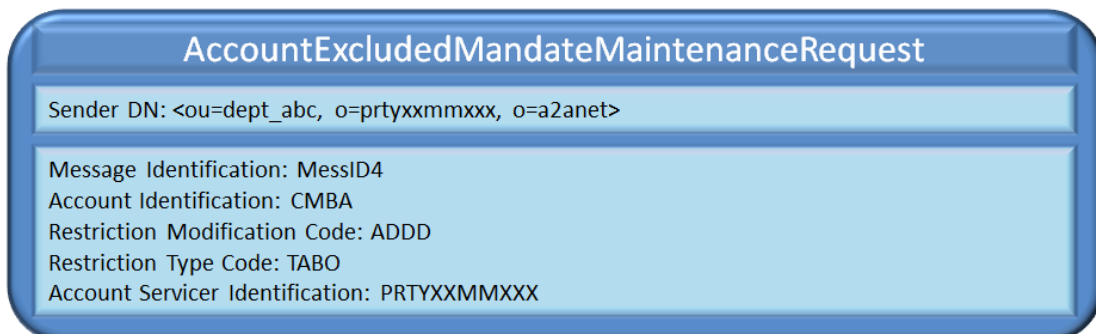 AccountExcludedMandateMaintenanceRequest
Sender DN: <ou=dept_abc, o=prtyxxmmxxx, o=a2anet>
Message Identification: MessID4
Account Identification: CMBA
Restriction Modification Code: ADDD
Restriction Type Code: TABO
Account Servicer Identification: PRTYXXMMXXX